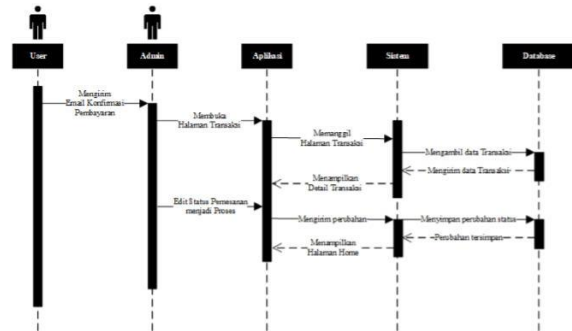 User
Admin
Aplikasi
Sistem
Database
Mengirim
Email Konfirmasi
Pembayaran
Membuka
Halaman Transaksi
Memanggil
Halaman Transaksi
Mengambil data Transaksi
Mengirim data Transaksi
Menampilkan
Detail Transaksi
Edit Status Pemesanan
menjadi Proses
Mengirim perubahan
Menyimpan perubahan status
Perubahan tersimpan
Menampilkan
Halaman Home